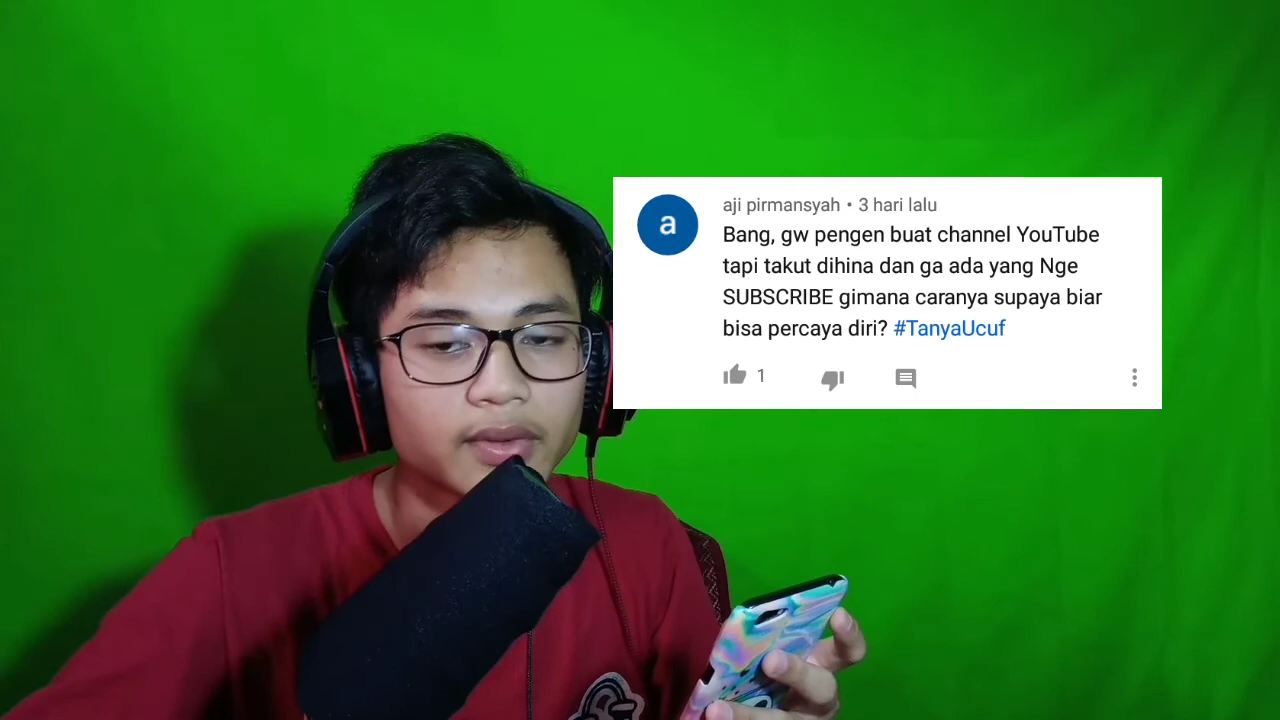 a
aji pirmansyah • 3 hari lalu
Bang, gw pengen buat channel YouTube
tapi takut dihina dan ga ada yang Nge
SUBSCRIBE gimana caranya supaya biar
bisa percaya diri? #TanyaUcuf
1